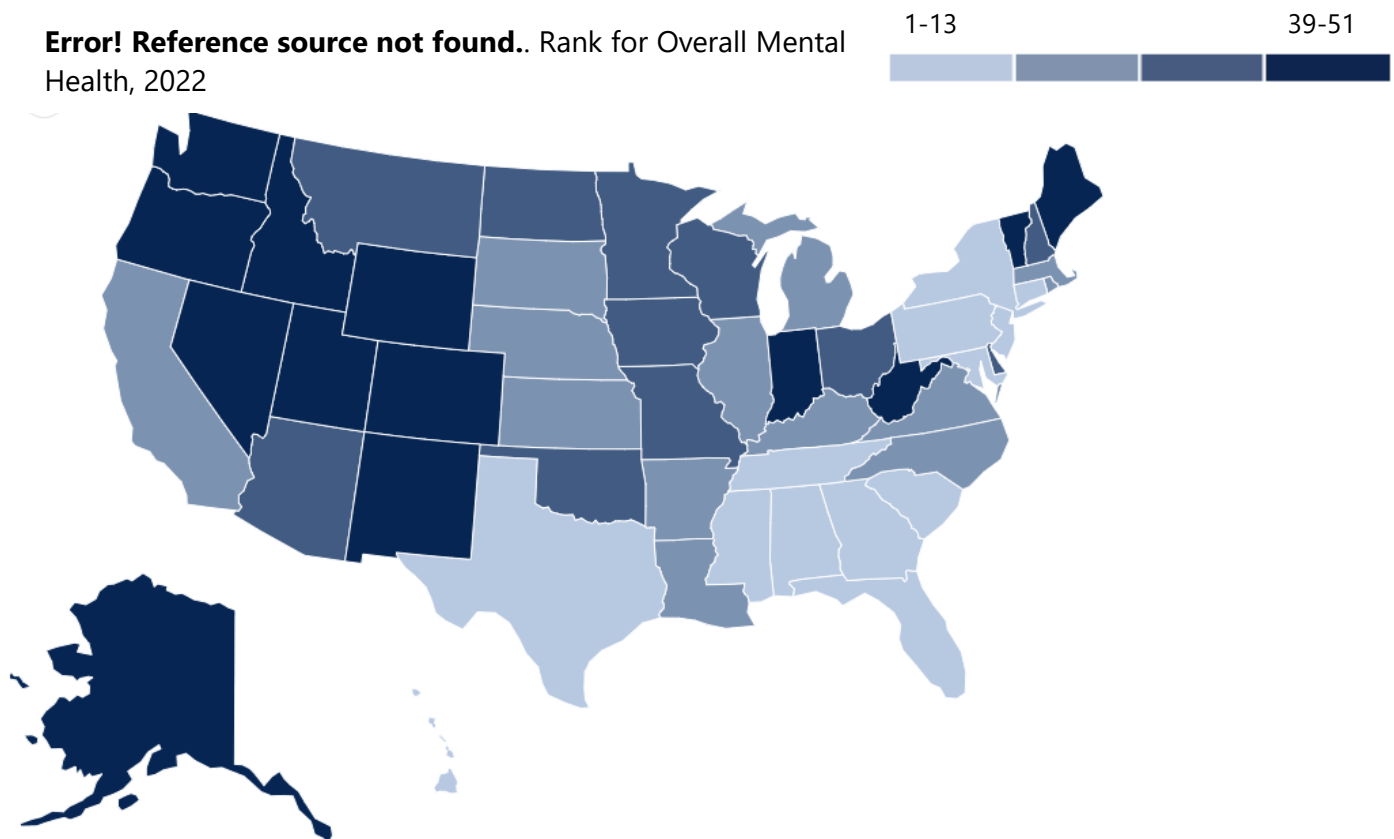 Error! Reference source not found.. Rank for Overall Mental
Health, 2022
1-13
39-51